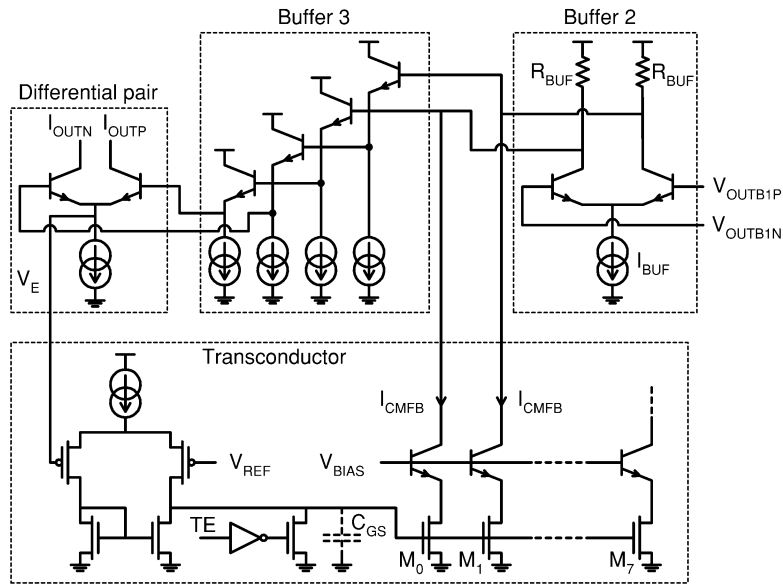 Buffer 3
Buffer 2
Differential pair
I_OUTN I_OUTP
R_BUF R_BUF
V_OUTB1P
V_OUTB1N
I_BUF
V_E
Transconductor
I_CMFB I_CMFB
V_REF V_BIAS
TE C_GS
M_0 M_1 M_7